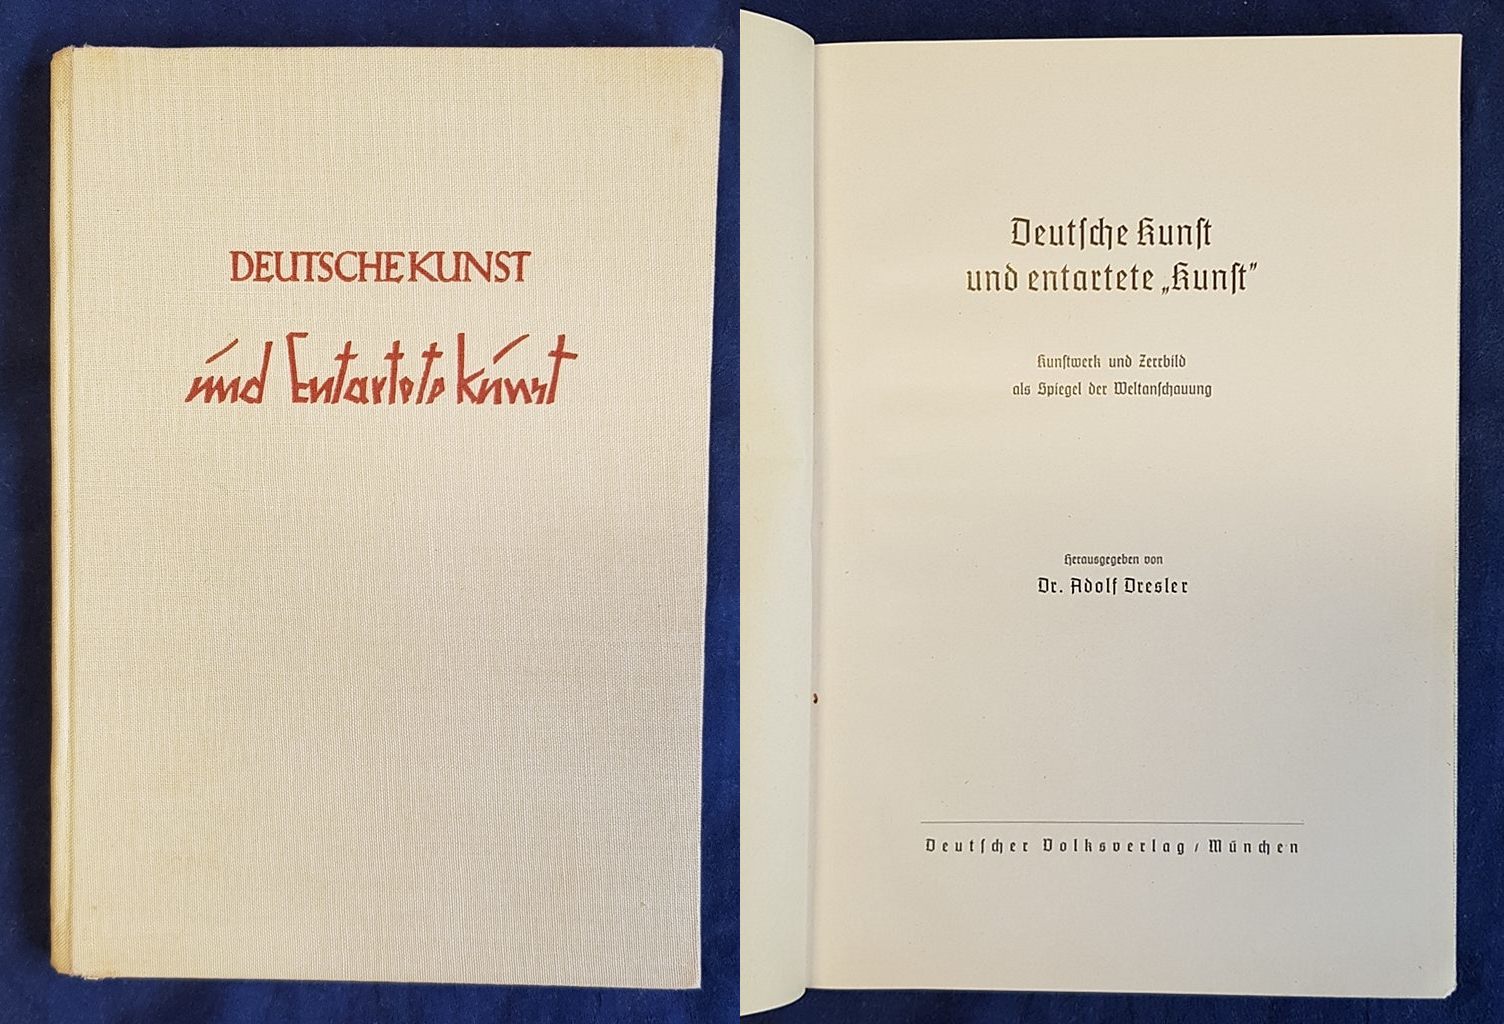 DEUTSCHE KUNST
und Entartete Kunst
Deutſche Kunſt
und entartete „Kunſt”
Kunſtwerk und Zerrbild
als Spiegel der Weltanſchauung
Herausgegeben von
Dr. Adolf Dresler
Deutſcher Volksverlag / München